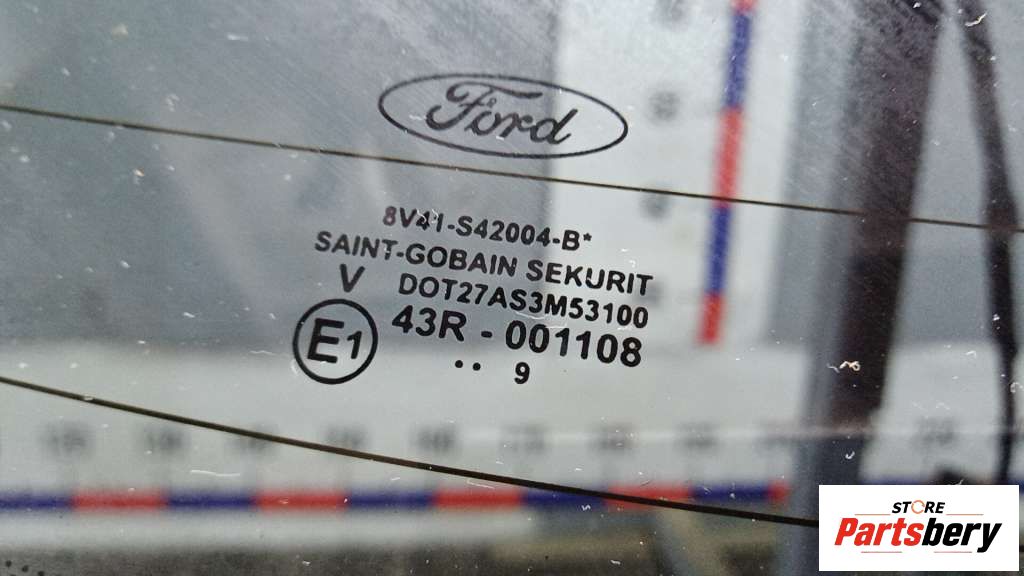 Ford
8V41-S42004-B*
SAINT-GOBAIN SEKURIT
V DOT27AS3M53100
E1 43R - 001108
.. 9
STORE
Partsbery